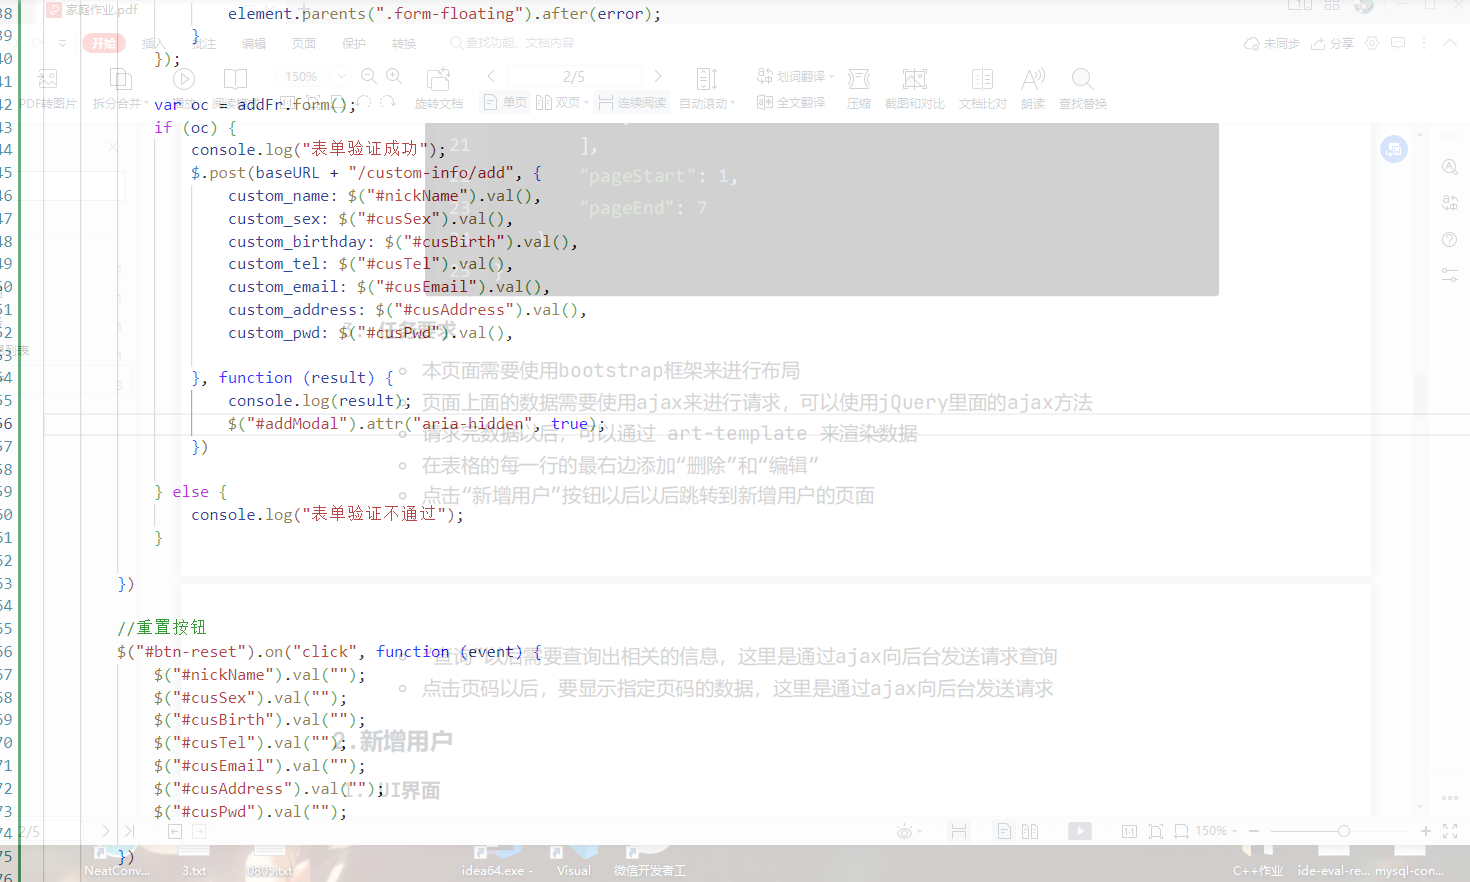 家庭作业.pdf
38 element.parents(".form-floating").after(error);
39 }
开始 插入 批注 编辑 页面 保护 转换 查找功能、文档内容 未同步 分享
40 });
41
150% 2/5 划词翻译
PDF转图片 拆分合并 旋转文档 单页 双页 连续阅读 自动滚动 全文翻译 压缩 截图和对比 文档比对 朗读 查找替换
42 var oc = addFr.form();
43 if (oc) {
44 console.log("表单验证成功");
21 ],
45 $.post(baseURL + "/custom-info/add", {
"pageStart": 1,
46 custom_name: $("#nickName").val(),
23 "pageEnd": 7
47 custom_sex: $("#cusSex").val(),
48 custom_birthday: $("#cusBirth").val(),
49 custom_tel: $("#cusTel").val(),
50 custom_email: $("#cusEmail").val(),
51 custom_address: $("#cusAddress").val(),
52 custom_pwd: $("#cusPwd").val(),
任务要求
53
本页面需要使用bootstrap框架来进行布局
54 }, function (result) {
55 console.log(result);
页面上面的数据需要使用ajax来进行请求，可以使用jQuery里面的ajax方法
56 $("#addModal").attr("aria-hidden", true);
请求完数据以后，可以通过 art-template 来渲染数据
57 })
58
在表格的每一行的最右边添加“删除”和“编辑”
59 } else {
点击“新增用户”按钮以后以后跳转到新增用户的页面
60 console.log("表单验证不通过");
61 }
62
63 })
64
65 //重置按钮
66 $("#btn-reset").on("click", function (event) {
“查询”以后需要查询出相关的信息，这里是通过ajax向后台发送请求查询
67 $("#nickName").val("");
点击页码以后，要显示指定页码的数据，这里是通过ajax向后台发送请求
68 $("#cusSex").val("");
69 $("#cusBirth").val("");
70 $("#cusTel").val("");
2.新增用户
71 $("#cusEmail").val("");
72 $("#cusAddress").val("");
1. UI界面
73 $("#cusPwd").val("");
74
2/5 150%
75 })
76
NeatConv... 3.txt 0805.txt idea64.exe - Visual 微信开发者工 C++作业 ide-eval-re... mysql-con...